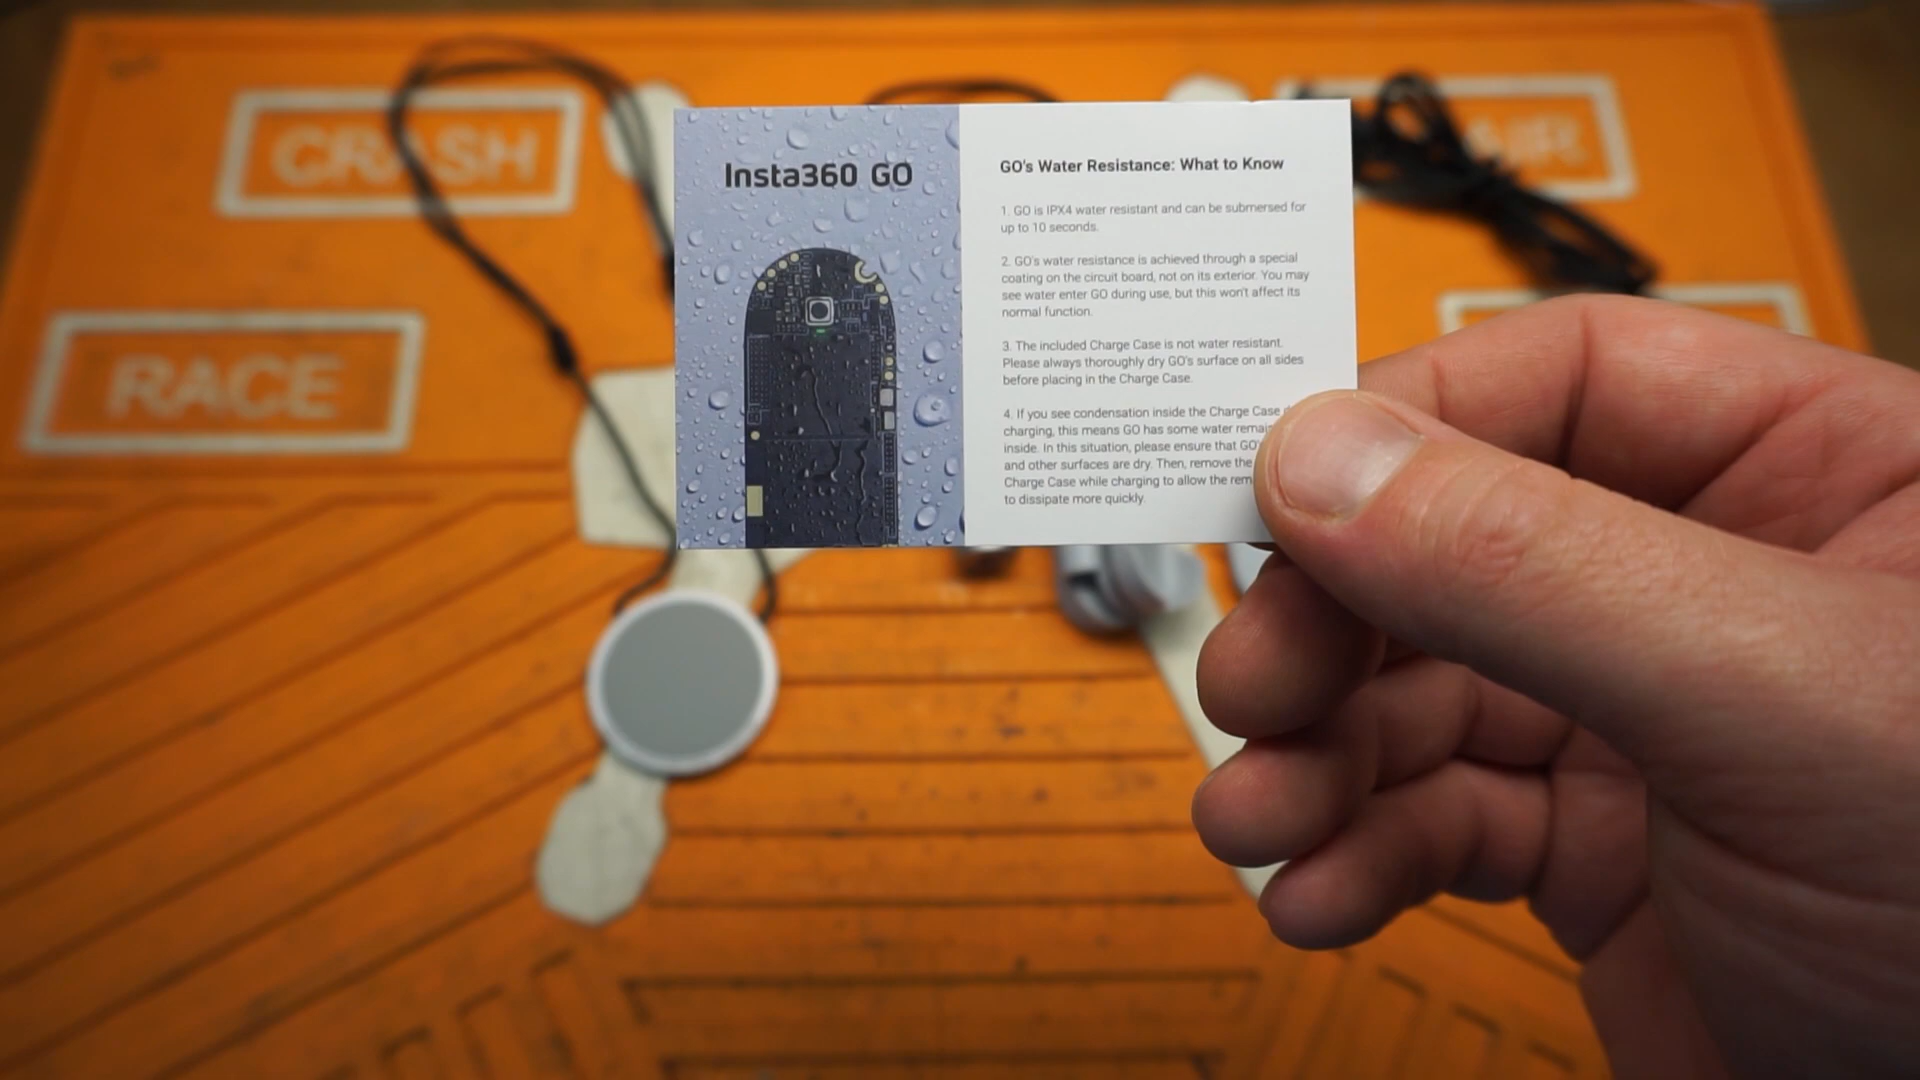 CRASH
RACE
Insta360 GO
GO's Water Resistance: What to Know
1. GO is IPX4 water resistant and can be submersed for
up to 10 seconds.
2. GO's water resistance is achieved through a special
coating on the circuit board, not on its exterior. You may
see water enter GO during use, but this won't affect its
normal function.
3. The included Charge Case is not water resistant.
Please always thoroughly dry GO's surface on all sides
before placing in the Charge Case.
4. If you see condensation inside the Charge Case
charging, this means GO has some water
inside. In this situation, please ensure that
and other surfaces are dry. Then, remove the
Charge Case while charging to allow the
to dissipate more quickly.